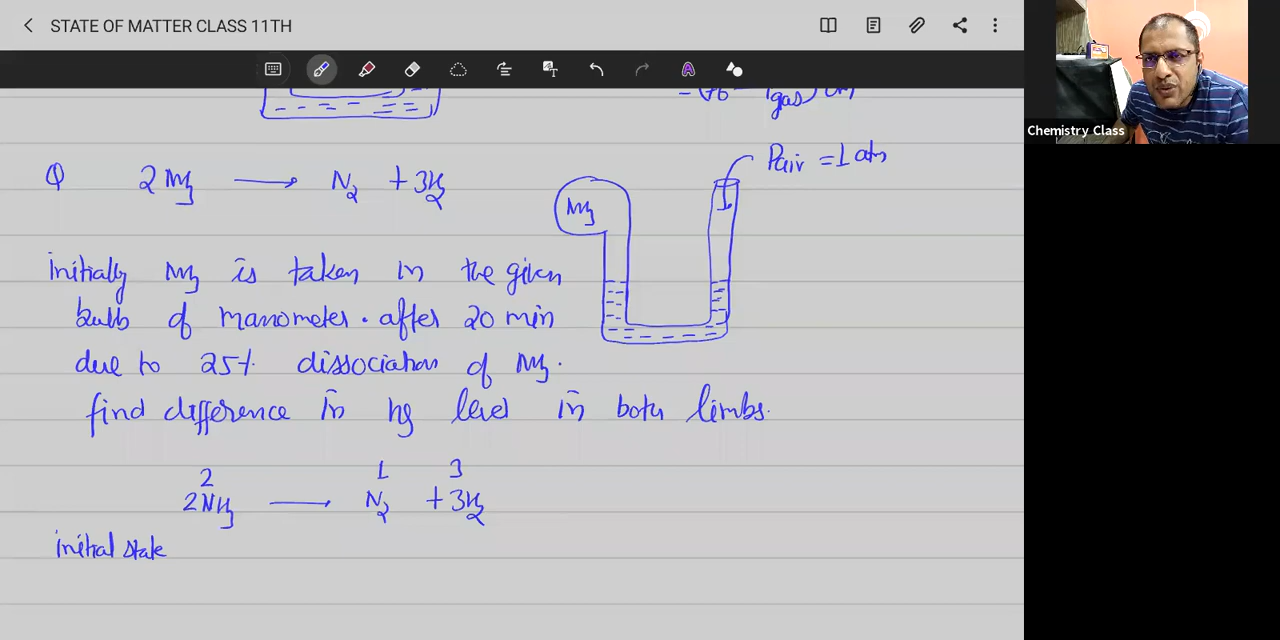 STATE OF MATTER CLASS 11TH
Chemistry Class
Pair = 1 atm
Q 2NH3 → N2 + 3H2
NH3
initially NH3 is taken in the given
bulb of manometer. after 20 min
due to 25% dissociation of NH3.
find difference in hg level in both limbs.
2 1 3
2NH3 → N2 + 3H2
initial state